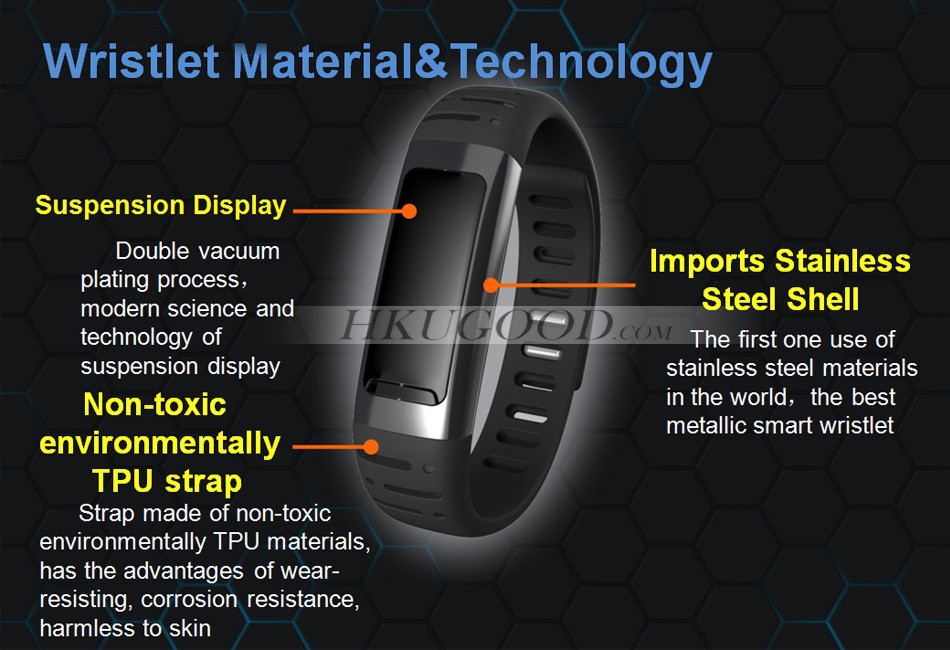 Wristlet Material&Technology
Suspension Display
Double vacuum
plating process，
modern science and
technology of
suspension display
Non-toxic
environmentally
TPU strap
Strap made of non-toxic
environmentally TPU materials,
has the advantages of wear-
resisting, corrosion resistance,
harmless to skin
Imports Stainless
Steel Shell
The first one use of
stainless steel materials
in the world，the best
metallic smart wristlet
HKUGOOD.COM